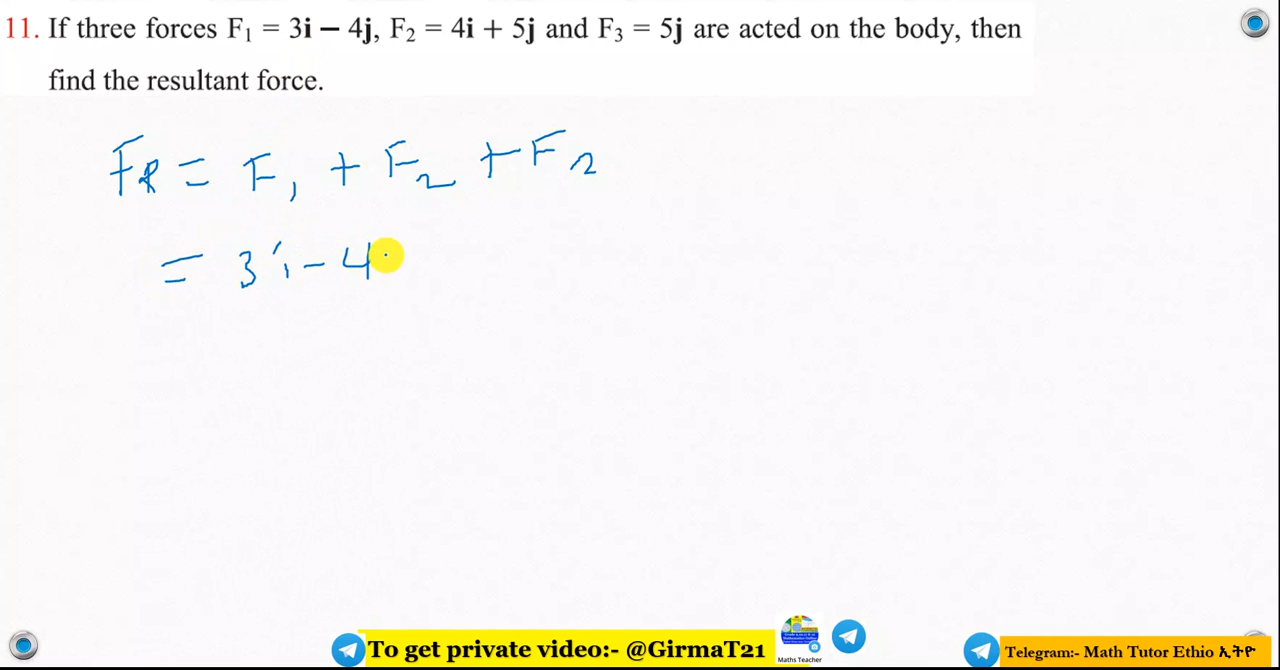 11. If three forces F₁ = 3i − 4j, F₂ = 4i + 5j and F₃ = 5j are acted on the body, then
find the resultant force.
F_R = F₁ + F₂ + F₂
= 3i − 4
To get private video:- @GirmaT21
Maths Teacher
Telegram:- Math Tutor Ethio ኢትዮ